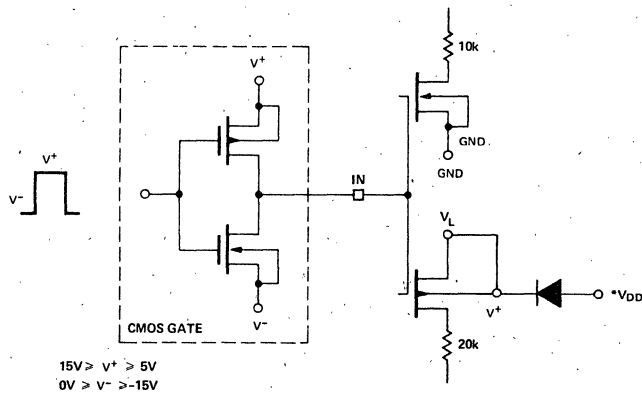 10k
V+
GND
GND
V+
IN
V-
VL
V+
*VDD
V-
CMOS GATE
20k
15V ≥ V+ ≥ 5V
0V ≥ V- ≥ -15V